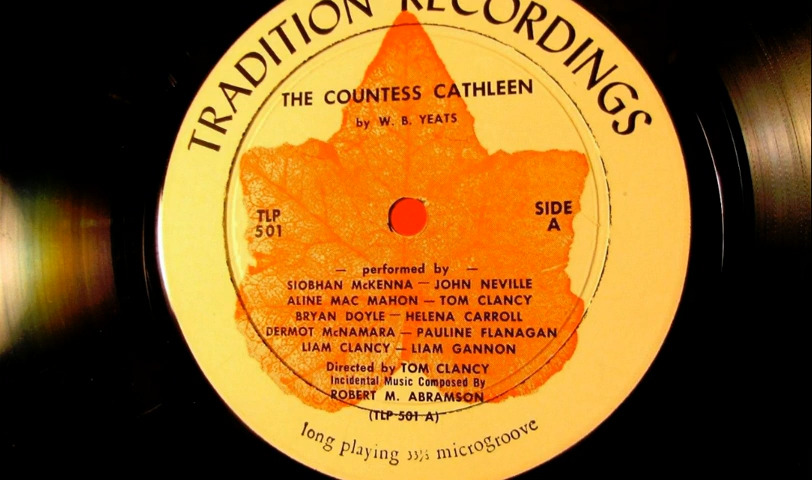 TRADITION RECORDINGS
THE COUNTESS CATHLEEN
by W. B. YEATS
TLP
501
SIDE
A
— performed by —
SIOBHAN McKENNA — JOHN NEVILLE
ALINE MAC MAHON — TOM CLANCY
BRYAN DOYLE — HELENA CARROLL
DERMOT McNAMARA — PAULINE FLANAGAN
LIAM CLANCY — LIAM GANNON
Directed by TOM CLANCY
Incidental Music Composed By
ROBERT M. ABRAMSON
(TLP 501 A)
long playing 33⅓ microgroove